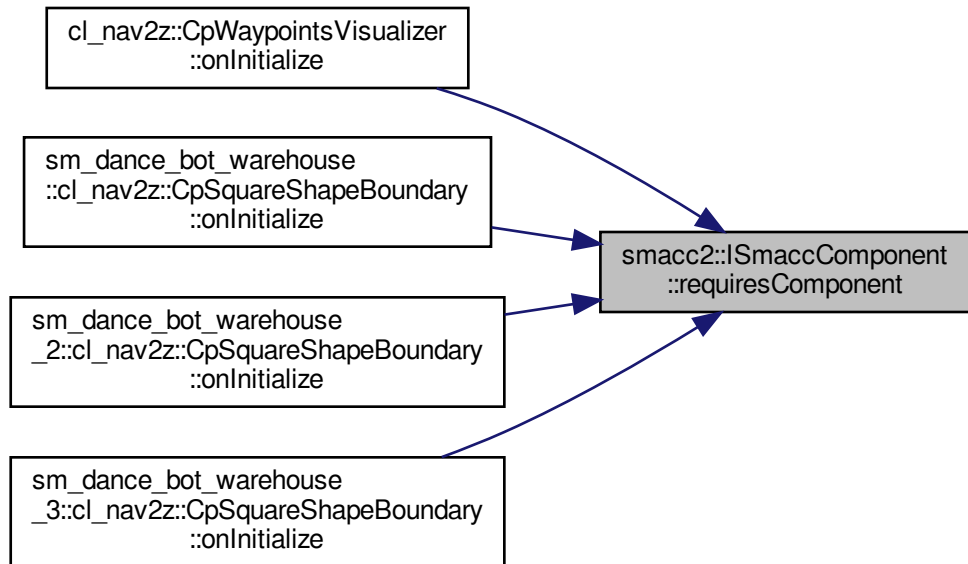 cl_nav2z::CpWaypointsVisualizer
::onInitialize
sm_dance_bot_warehouse
::cl_nav2z::CpSquareShapeBoundary
::onInitialize
smacc2::ISmaccComponent
::requiresComponent
sm_dance_bot_warehouse
_2::cl_nav2z::CpSquareShapeBoundary
::onInitialize
sm_dance_bot_warehouse
_3::cl_nav2z::CpSquareShapeBoundary
::onInitialize